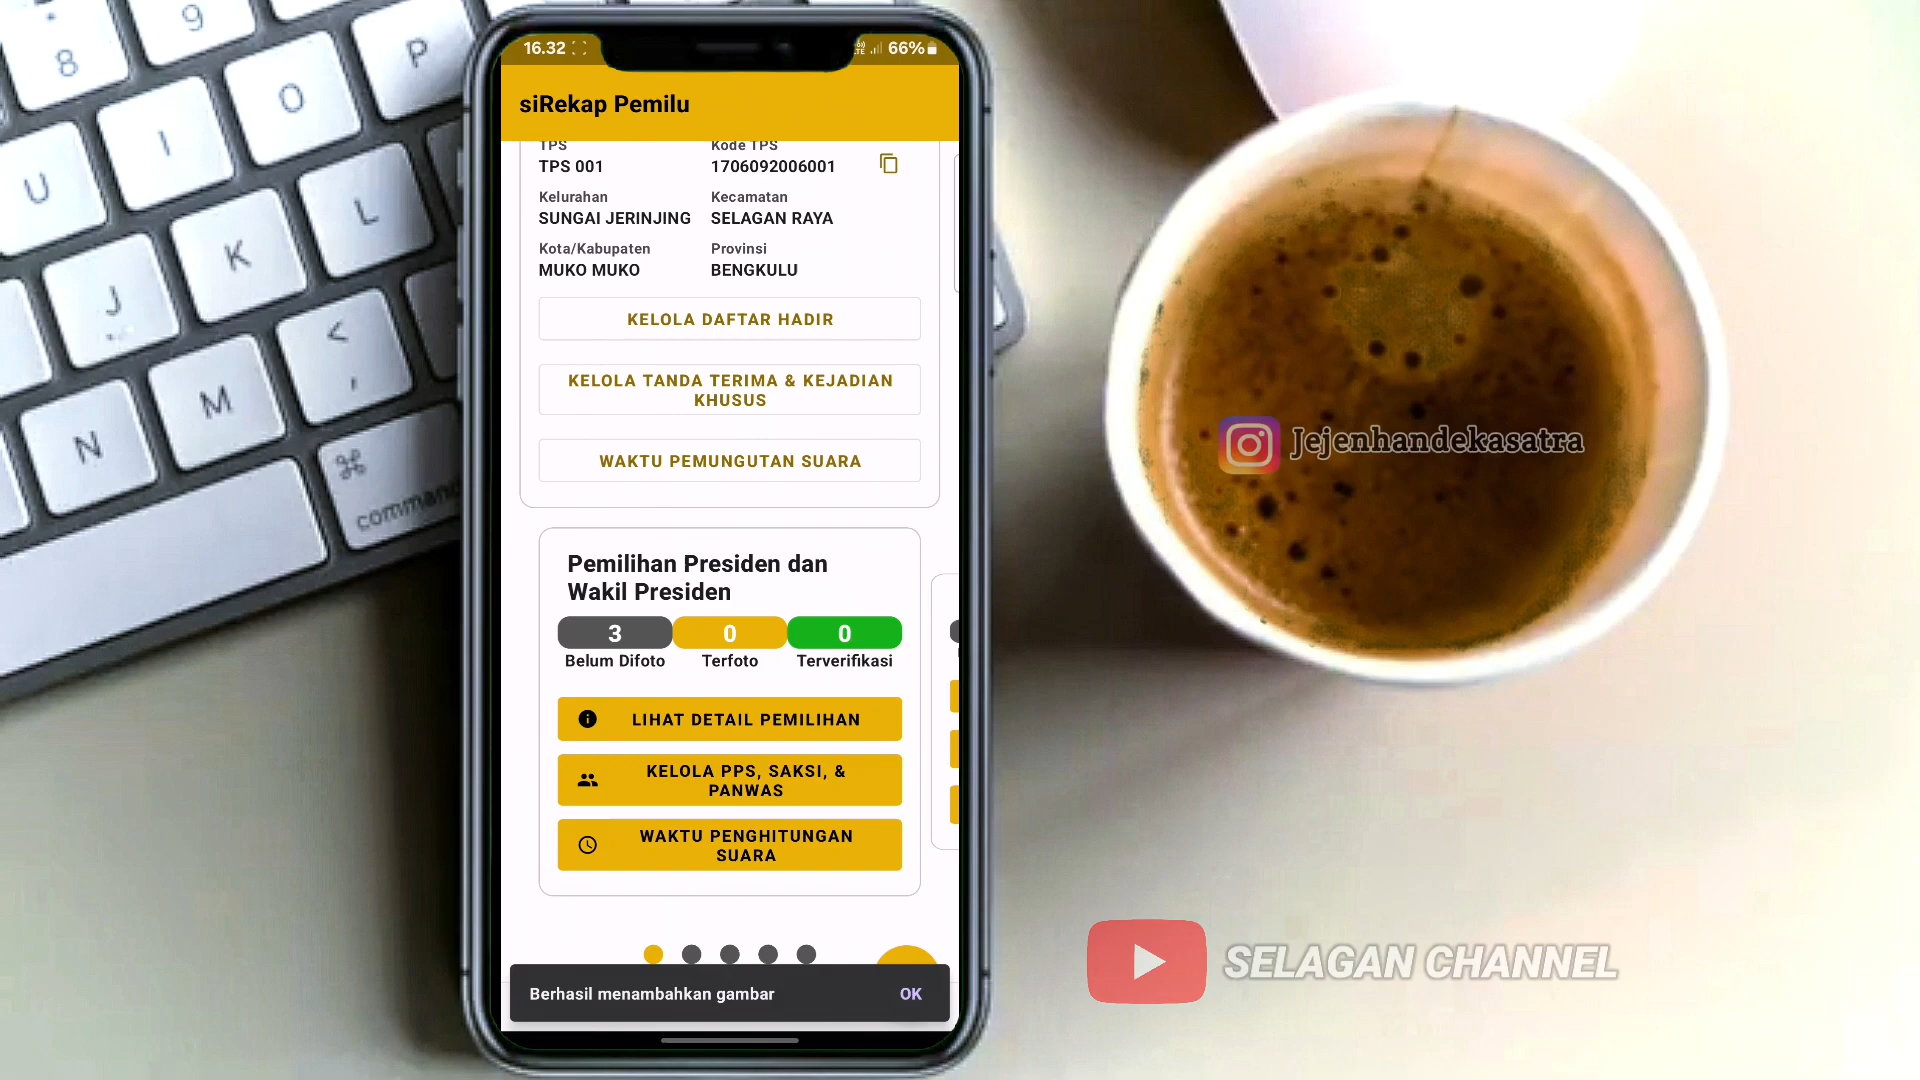 16.32
66%
siRekap Pemilu
TPS
Kode TPS
TPS 001
1706092006001
Kelurahan
Kecamatan
SUNGAI JERINJING
SELAGAN RAYA
Kota/Kabupaten
Provinsi
MUKO MUKO
BENGKULU
KELOLA DAFTAR HADIR
KELOLA TANDA TERIMA & KEJADIAN
KHUSUS
WAKTU PEMUNGUTAN SUARA
Pemilihan Presiden dan
Wakil Presiden
3
0
0
Belum Difoto
Terfoto
Terverifikasi
LIHAT DETAIL PEMILIHAN
KELOLA PPS, SAKSI, &
PANWAS
WAKTU PENGHITUNGAN
SUARA
Berhasil menambahkan gambar
OK
8
9
U
I
O
P
J
K
L
N
M
<
,
⌘
command
Jejenhandekasatra
SELAGAN CHANNEL